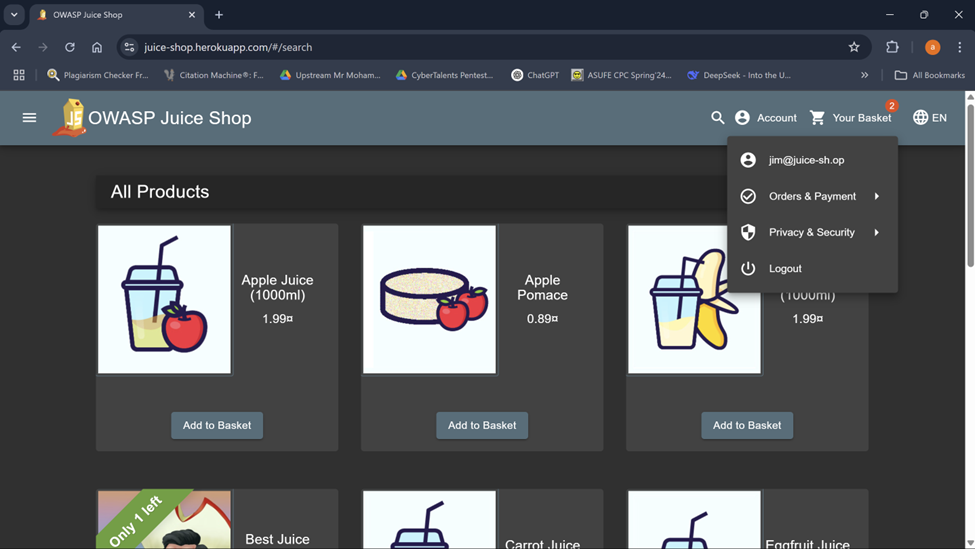 OWASP Juice Shop
juice-shop.herokuapp.com/#/search
a
Plagiarism Checker Fr...
Citation Machine®: F...
Upstream Mr Moham...
CyberTalents Pentest...
ChatGPT
ASUFE CPC Spring'24...
DeepSeek - Into the U...
»
All Bookmarks
JS
OWASP Juice Shop
Account
Your Basket
2
EN
jim@juice-sh.op
Orders & Payment
Privacy & Security
Logout
All Products
Apple Juice
(1000ml)
1.99¤
Add to Basket
Apple
Pomace
0.89¤
Add to Basket
(1000ml)
1.99¤
Add to Basket
Only 1 left
Best Juice
Carrot Juice
Eggfruit Juice